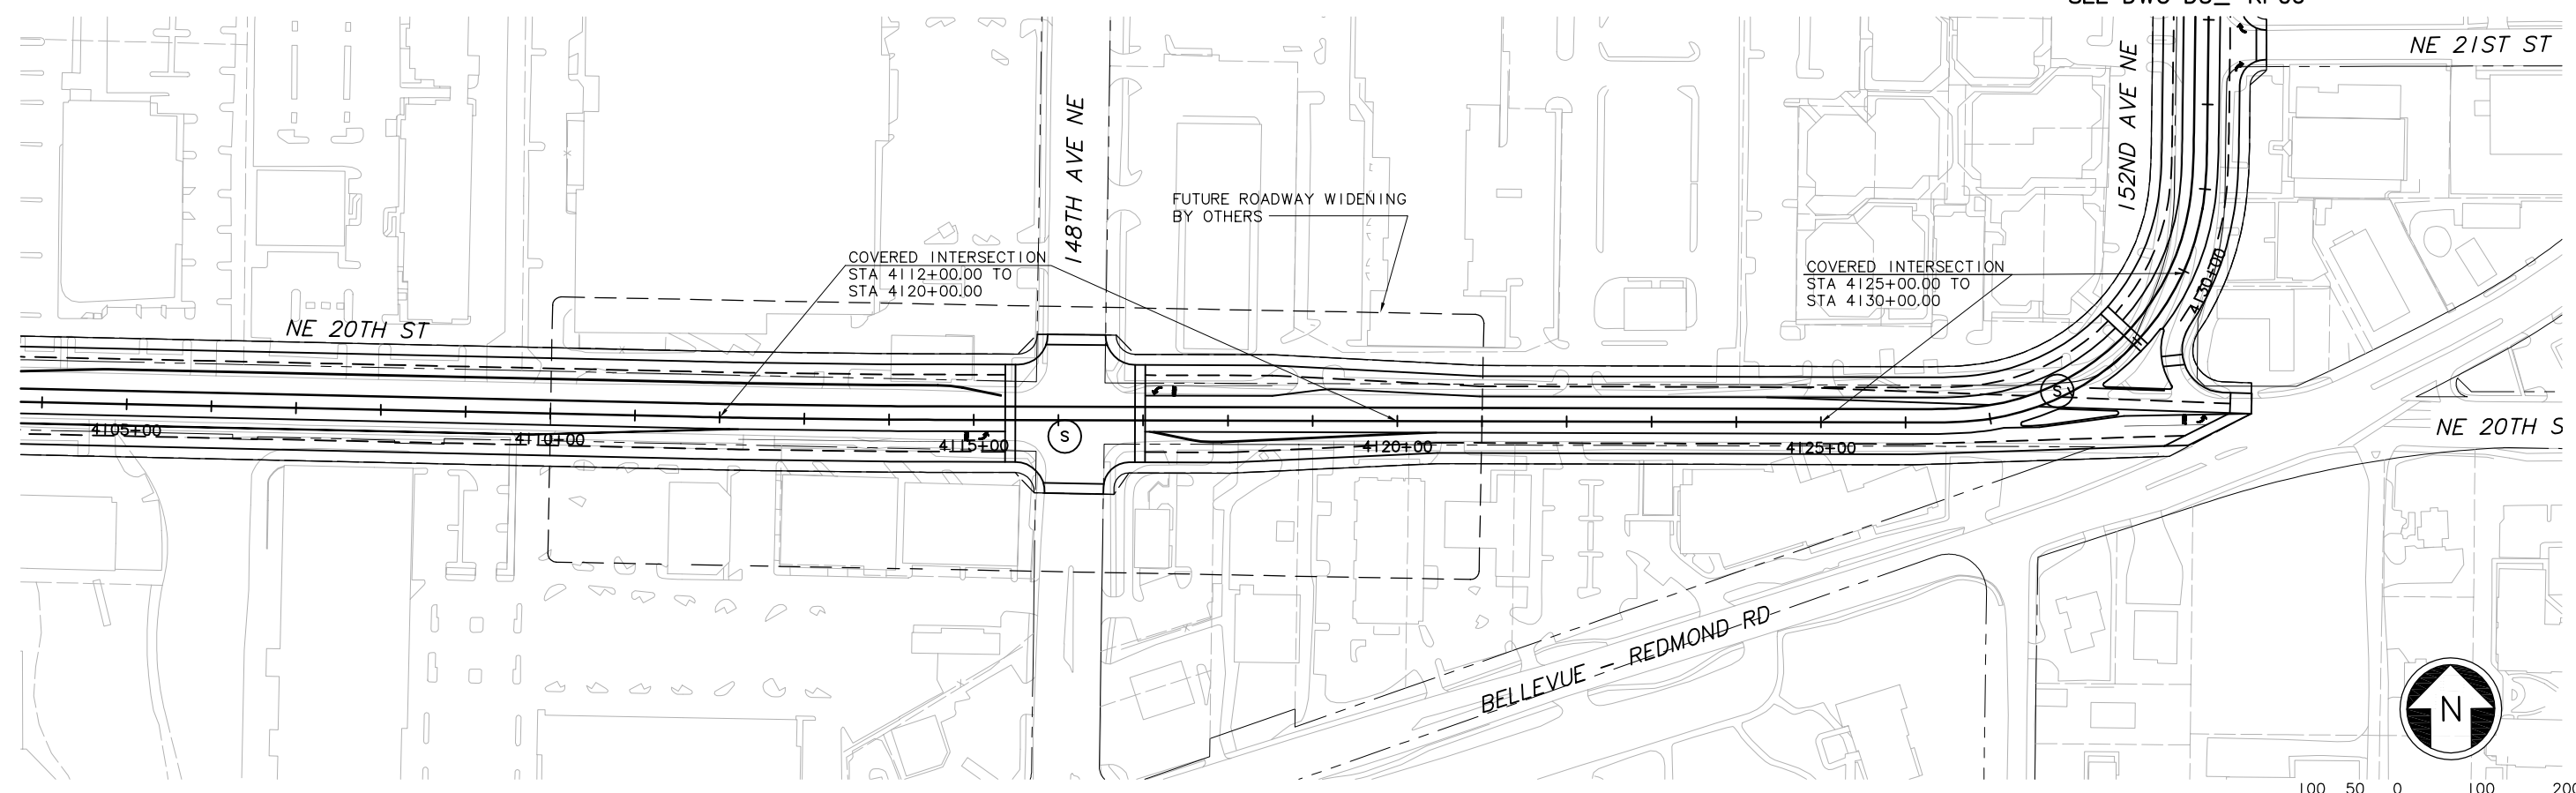 NE 21ST ST
152ND AVE NE
148TH AVE NE
FUTURE ROADWAY WIDENING
BY OTHERS
COVERED INTERSECTION
STA 4112+00.00 TO
STA 4120+00.00
COVERED INTERSECTION
STA 4125+00.00 TO
STA 4130+00.00
4130+00
NE 20TH ST
S
S
4105+00
4110+00
4115+00
4120+00
4125+00
NE 20TH S
BELLEVUE - REDMOND RD
N
100 50 0 100 200